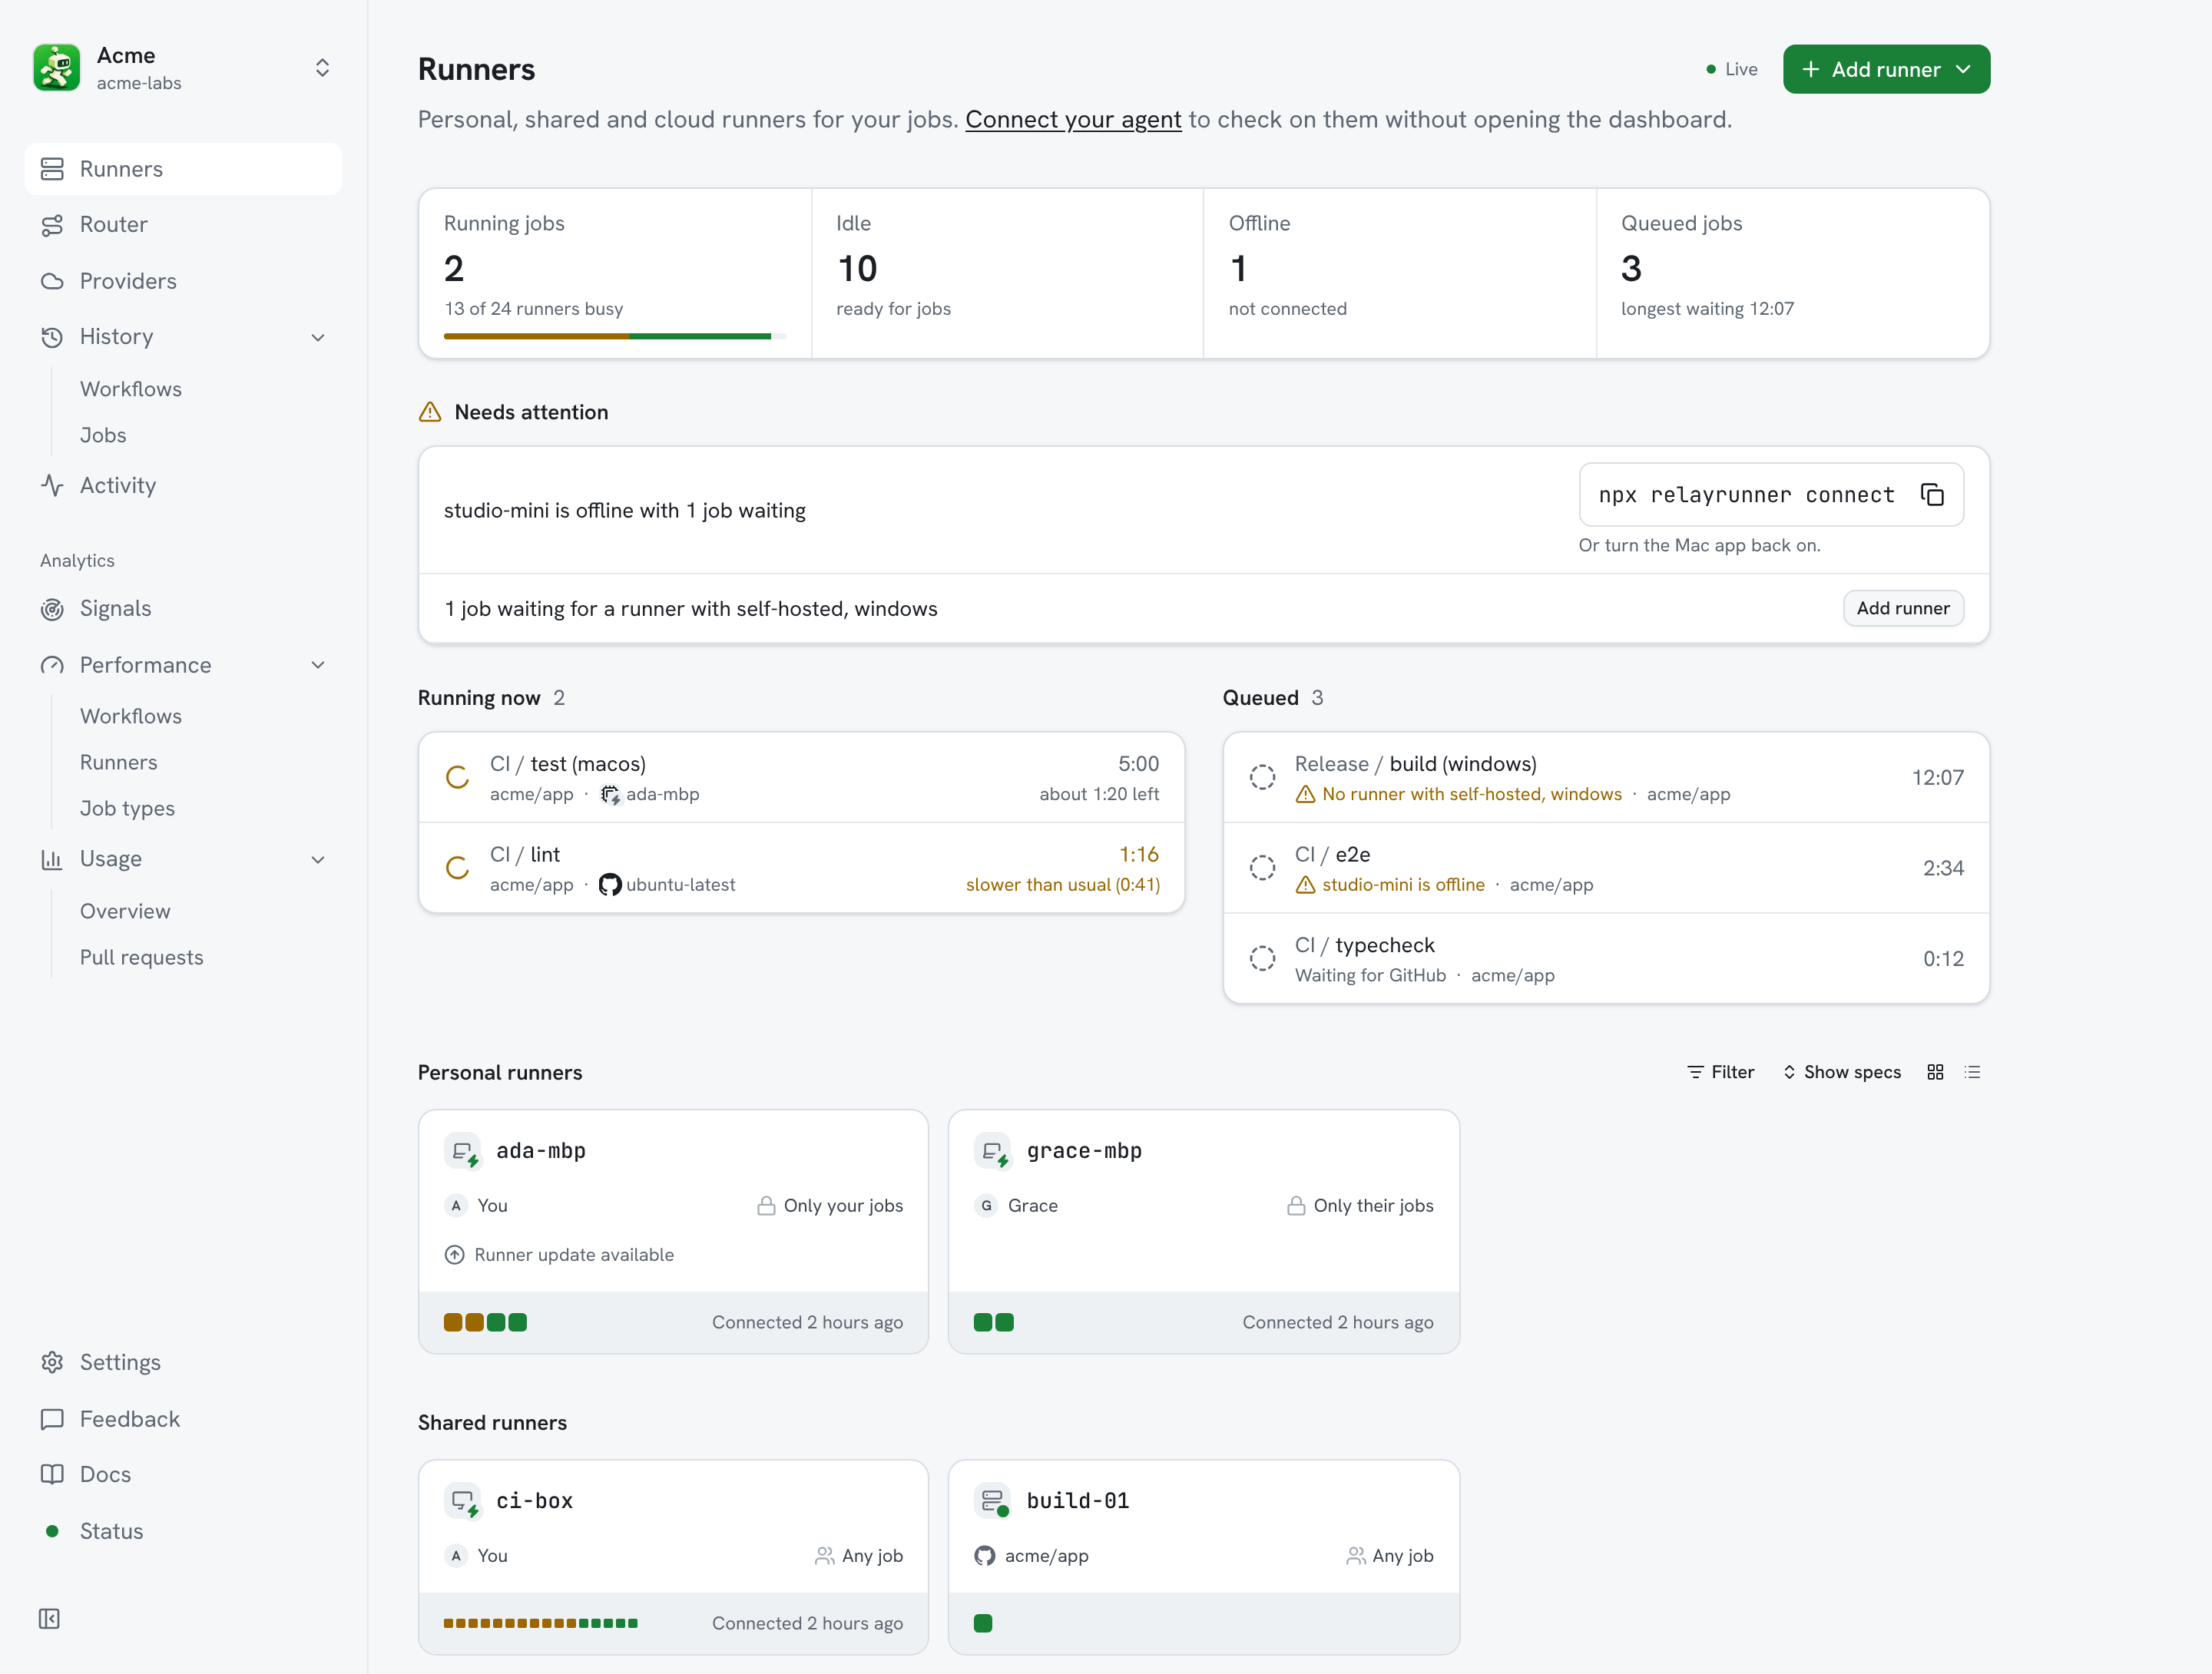 Acme
acme-labs
Runners
Router
Providers
History
Workflows
Jobs
Activity
Analytics
Signals
Performance
Workflows
Runners
Job types
Usage
Overview
Pull requests
Settings
Feedback
Docs
Status
Runners
Live
Add runner
Personal, shared and cloud runners for your jobs. Connect your agent to check on them without opening the dashboard.
Running jobs
2
13 of 24 runners busy
Idle
10
ready for jobs
Offline
1
not connected
Queued jobs
3
longest waiting 12:07
Needs attention
studio-mini is offline with 1 job waiting
npx relayrunner connect
Or turn the Mac app back on.
1 job waiting for a runner with self-hosted, windows
Add runner
Running now 2
CI / test (macos)
5:00
acme/app · ada-mbp
about 1:20 left
CI / lint
1:16
acme/app · ubuntu-latest
slower than usual (0:41)
Queued 3
Release / build (windows)
12:07
No runner with self-hosted, windows · acme/app
CI / e2e
2:34
studio-mini is offline · acme/app
CI / typecheck
0:12
Waiting for GitHub · acme/app
Personal runners
Filter
Show specs
ada-mbp
A You
Only your jobs
Runner update available
Connected 2 hours ago
grace-mbp
G Grace
Only their jobs
Connected 2 hours ago
Shared runners
ci-box
A You
Any job
Connected 2 hours ago
build-01
acme/app
Any job